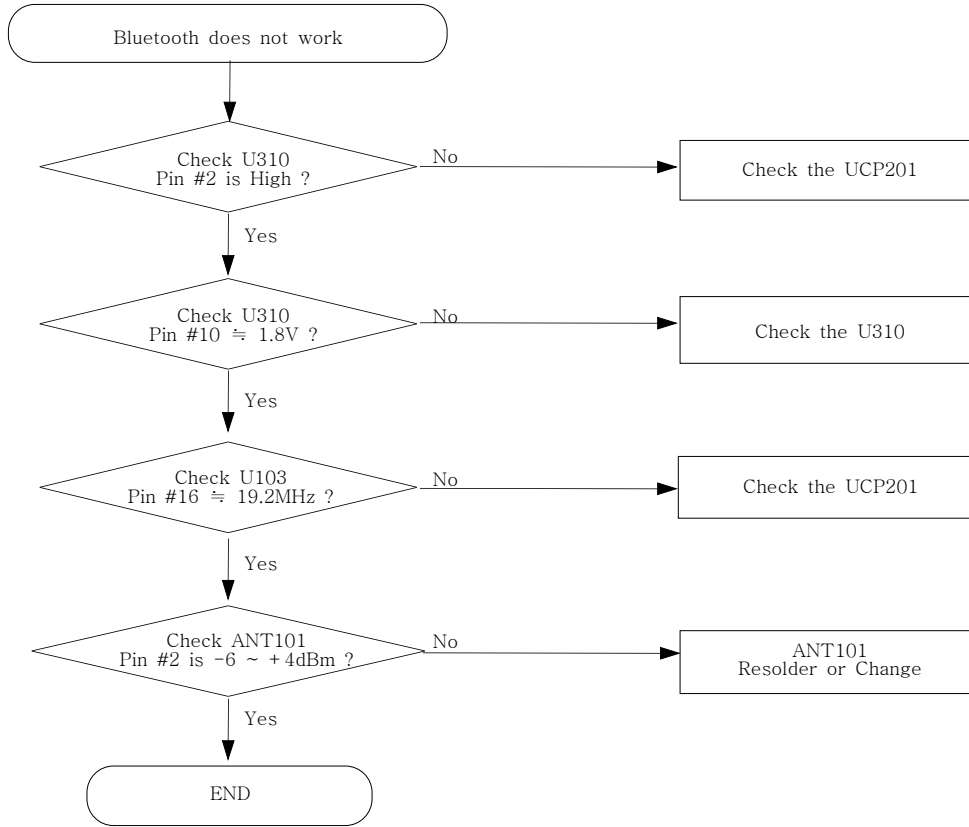 Bluetooth does not work
Check U310
Pin #2 is High ?
No
Check the UCP201
Yes
Check U310
Pin #10 ≒ 1.8V ?
No
Check the U310
Yes
Check U103
Pin #16 ≒ 19.2MHz ?
No
Check the UCP201
Yes
Check ANT101
Pin #2 is -6 ~ +4dBm ?
No
ANT101
Resolder or Change
Yes
END